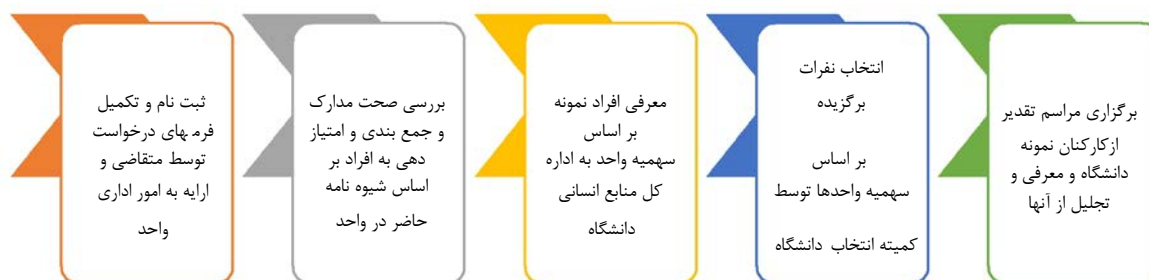 ثبت نام و تکمیل
فرمهای درخواست
توسط متقاضی و
ارایه به امور اداری
واحد
بررسی صحت مدارک
و جمع بندی و امتیاز
دهی به افراد بر
اساس شیوه نامه
حاضر در واحد
معرفی افراد نمونه
بر اساس
سهمیه واحد به اداره
کل منابع انسانی
دانشگاه
انتخاب نفرات
برگزیده
بر اساس
سهمیه واحدها توسط
کمیته انتخاب دانشگاه
برگزاری مراسم تقدیر
ازکارکنان نمونه
دانشگاه و معرفی و
تجلیل از آنها